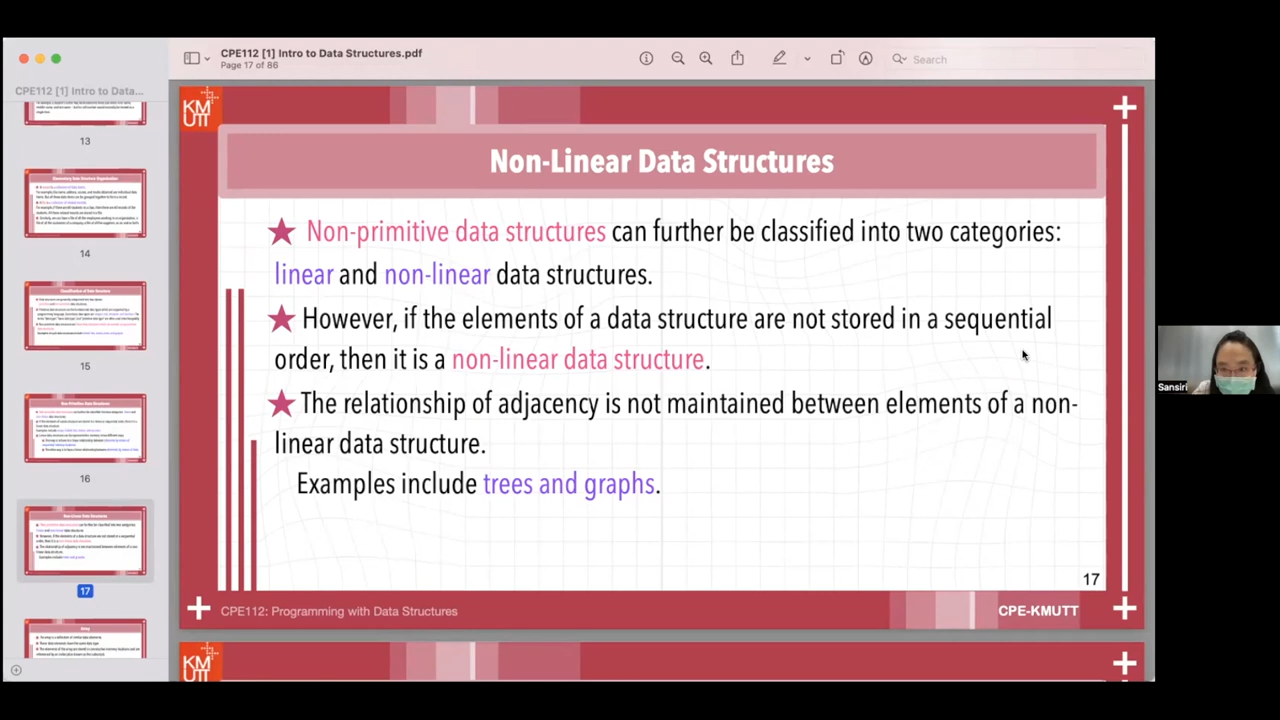 CPE112 [1] Intro to Data Structures.pdf
Page 17 of 86
Search
CPE112 [1] Intro to Data...
13
14
15
16
17
KM
UTT
Non-Linear Data Structures
Non-primitive data structures can further be classified into two categories:
linear and non-linear data structures.
However, if the elements of a data structure are not stored in a sequential
order, then it is a non-linear data structure.
The relationship of adjacency is not maintained between elements of a non-
linear data structure.
Examples include trees and graphs.
17
CPE112: Programming with Data Structures
CPE-KMUTT
KM
UTT
Sansiri